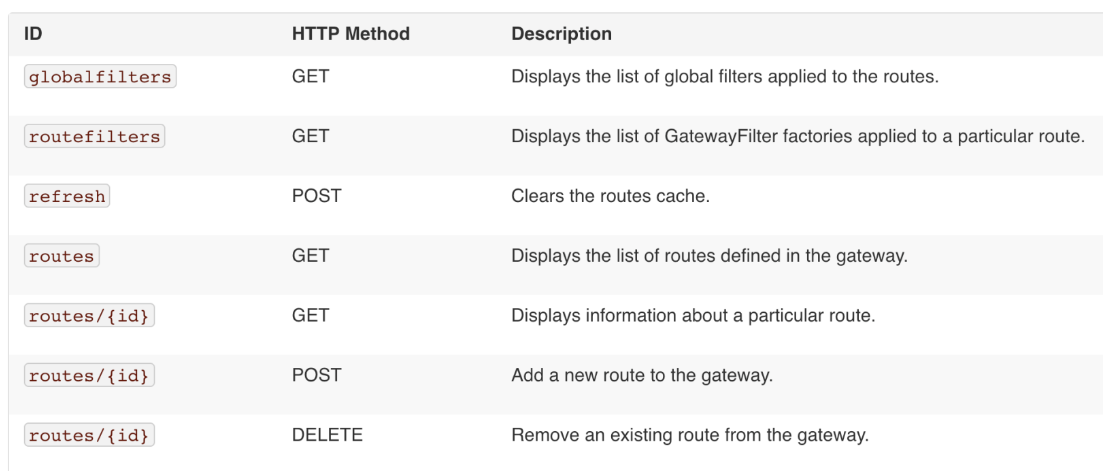 ID HTTP Method Description
globalfilters GET Displays the list of global filters applied to the routes.
routefilters GET Displays the list of GatewayFilter factories applied to a particular route.
refresh POST Clears the routes cache.
routes GET Displays the list of routes defined in the gateway.
routes/{id} GET Displays information about a particular route.
routes/{id} POST Add a new route to the gateway.
routes/{id} DELETE Remove an existing route from the gateway.